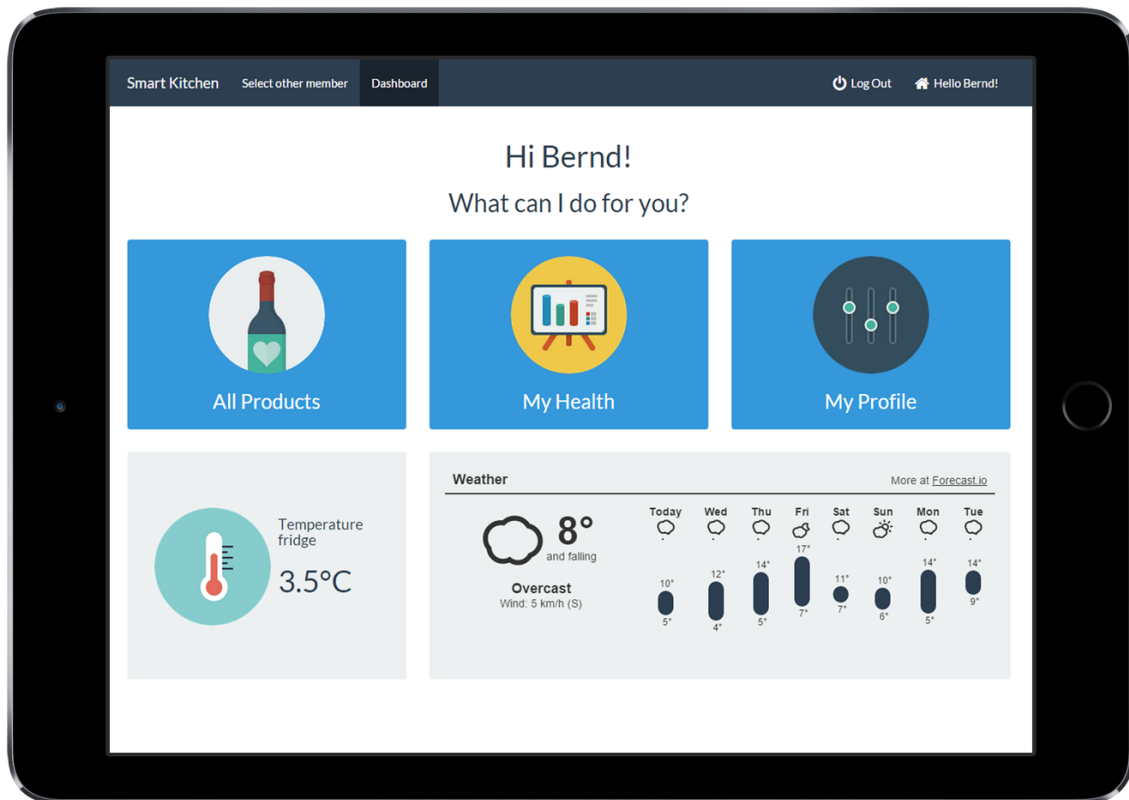 Smart Kitchen Select other member Dashboard Log Out Hello Bernd!
Hi Bernd!
What can I do for you?
All Products My Health My Profile
Temperature
fridge
3.5°C
Weather More at Forecast.io
8°
and falling
Overcast
Wind: 5 km/h (S)
Today Wed Thu Fri Sat Sun Mon Tue
10° 12° 14° 17° 11° 10° 14° 14°
5° 4° 5° 7° 7° 6° 5° 9°